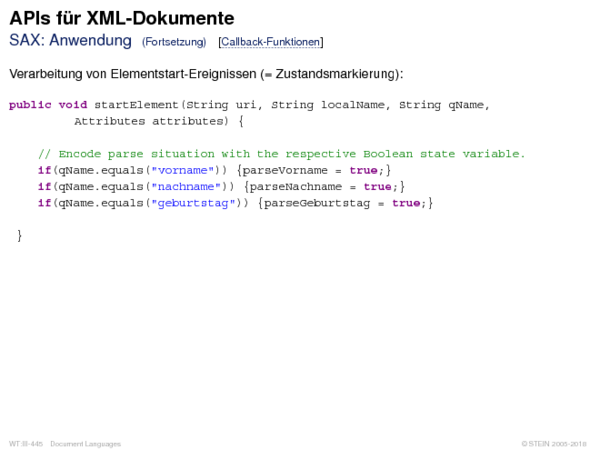 APIs für XML-Dokumente
SAX: Anwendung (Fortsetzung) [Callback-Funktionen]
Verarbeitung von Elementstart-Ereignissen (= Zustandsmarkierung):
public void startElement(String uri, String localName, String qName,
Attributes attributes) {
// Encode parse situation with the respective Boolean state variable.
if(qName.equals("vorname")) {parseVorname = true;}
if(qName.equals("nachname")) {parseNachname = true;}
if(qName.equals("geburtstag")) {parseGeburtstag = true;}
}
WT:III-445 Document Languages © STEIN 2005-2018